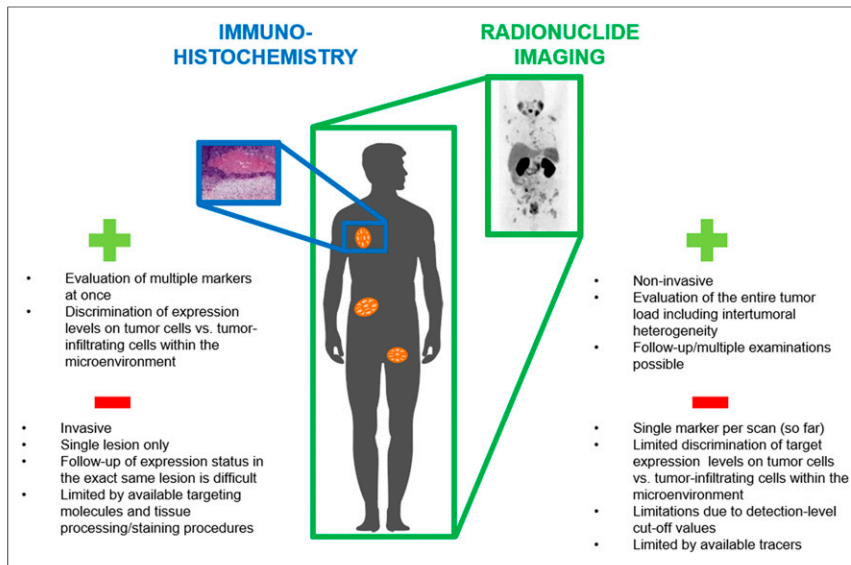 IMMUNO-
HISTOCHEMISTRY
RADIONUCLIDE
IMAGING
• Evaluation of multiple markers
at once
• Discrimination of expression
levels on tumor cells vs. tumor-
infiltrating cells within the
microenvironment
• Invasive
• Single lesion only
• Follow-up of expression status in
the exact same lesion is difficult
• Limited by available targeting
molecules and tissue
processing/staining procedures
• Non-invasive
• Evaluation of the entire tumor
load including intertumoral
heterogeneity
• Follow-up/multiple examinations
possible
• Single marker per scan (so far)
• Limited discrimination of target
expression levels on tumor cells
vs. tumor-infiltrating cells within the
microenvironment
• Limitations due to detection-level
cut-off values
• Limited by available tracers